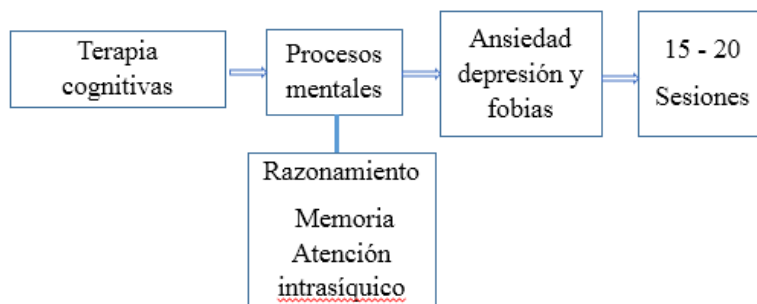 Terapia
cognitivas
Procesos
mentales
Ansiedad
depresión y
fobias
15 - 20
Sesiones
Razonamiento
Memoria
Atención
intrasíquico